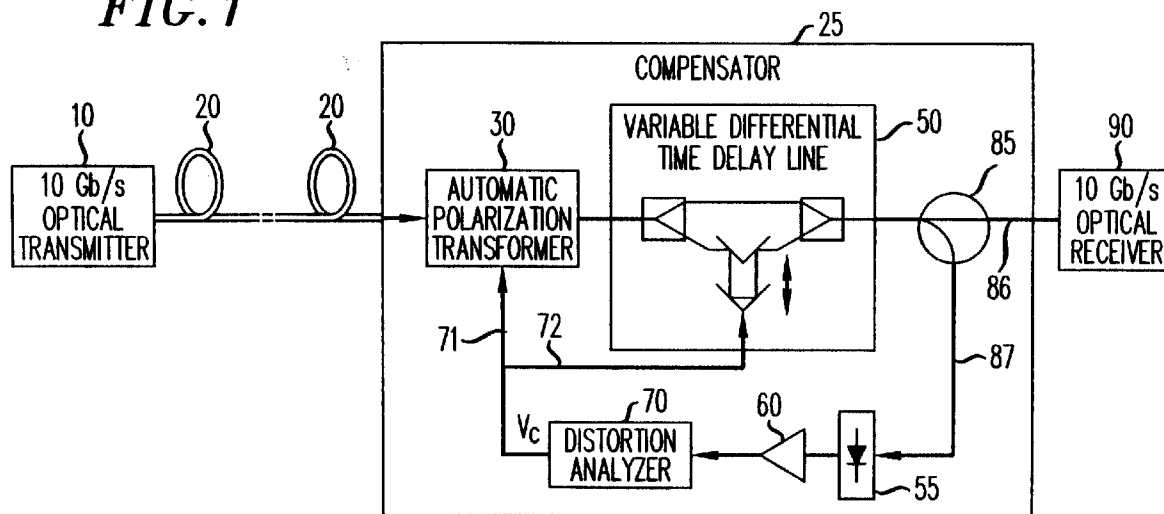 FIG. 1
25
COMPENSATOR
10
20
20
30
VARIABLE DIFFERENTIAL
TIME DELAY LINE
50
85
90
10 Gb/s
OPTICAL
TRANSMITTER
AUTOMATIC
POLARIZATION
TRANSFORMER
10 Gb/s
OPTICAL
RECEIVER
86
71
72
87
70
60
Vc
DISTORTION
ANALYZER
55